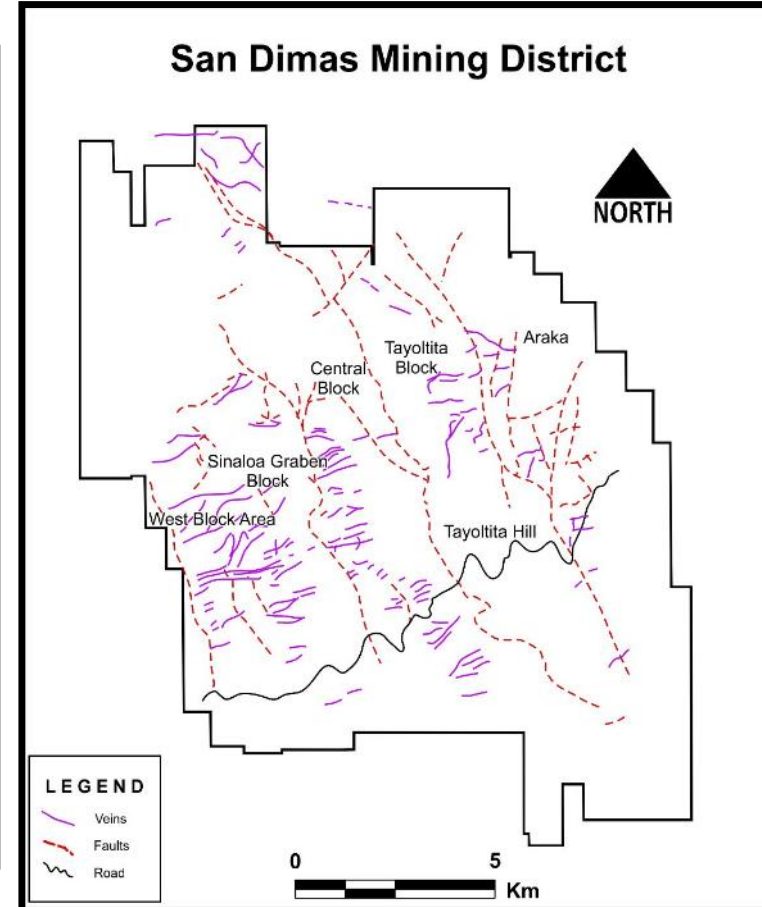 San Dimas Mining District
NORTH
Araka
Tayoltita
Block
Central
Block
Sinaloa Graben
Block
West Block Area
Tayoltita Hill
LEGEND
Veins
Faults
Road
0 5
Km